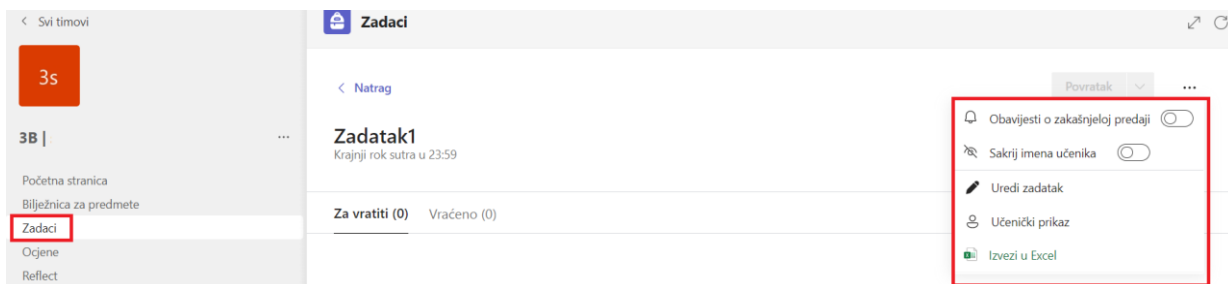 Svi timovi
3s
3B |
Početna stranica
Bilježnica za predmete
Zadaci
Ocjene
Reflect
Zadaci
Natrag
Povratak
Zadatak1
Krajnji rok sutra u 23:59
Za vratiti (0) Vraćeno (0)
Obavijesti o zakašnjeloj predaji
Sakrij imena učenika
Uredi zadatak
Učenički prikaz
Izvezi u Excel